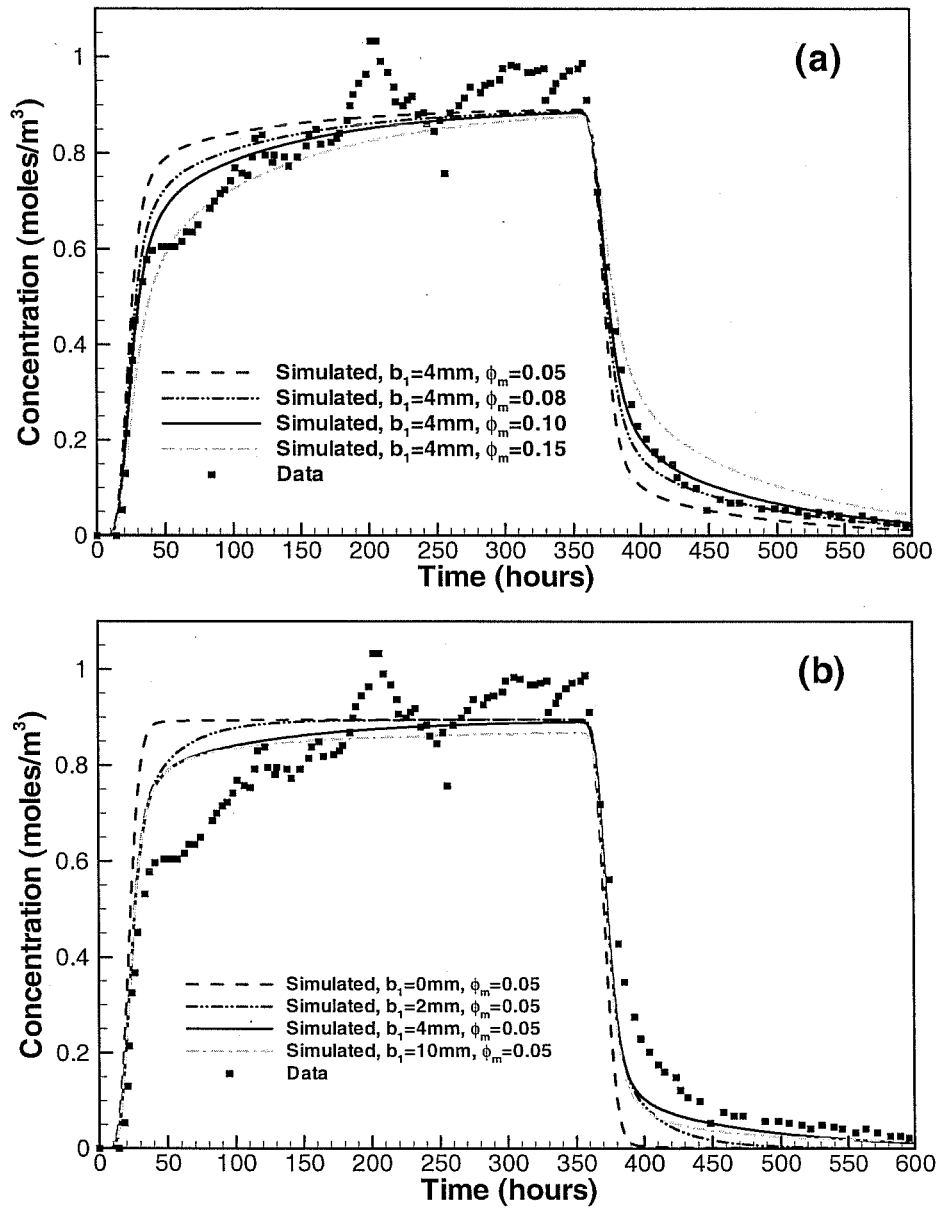 (a)
1
0.8
0.6
0.4
0.2
0
Concentration (moles/m³)
Simulated, b₁=4mm, ϕₘ=0.05
Simulated, b₁=4mm, ϕₘ=0.08
Simulated, b₁=4mm, ϕₘ=0.10
Simulated, b₁=4mm, ϕₘ=0.15
Data
0 50 100 150 200 250 300 350 400 450 500 550 600
Time (hours)
(b)
1
0.8
0.6
0.4
0.2
0
Concentration (moles/m³)
Simulated, b₁=0mm, ϕₘ=0.05
Simulated, b₁=2mm, ϕₘ=0.05
Simulated, b₁=4mm, ϕₘ=0.05
Simulated, b₁=10mm, ϕₘ=0.05
Data
0 50 100 150 200 250 300 350 400 450 500 550 600
Time (hours)